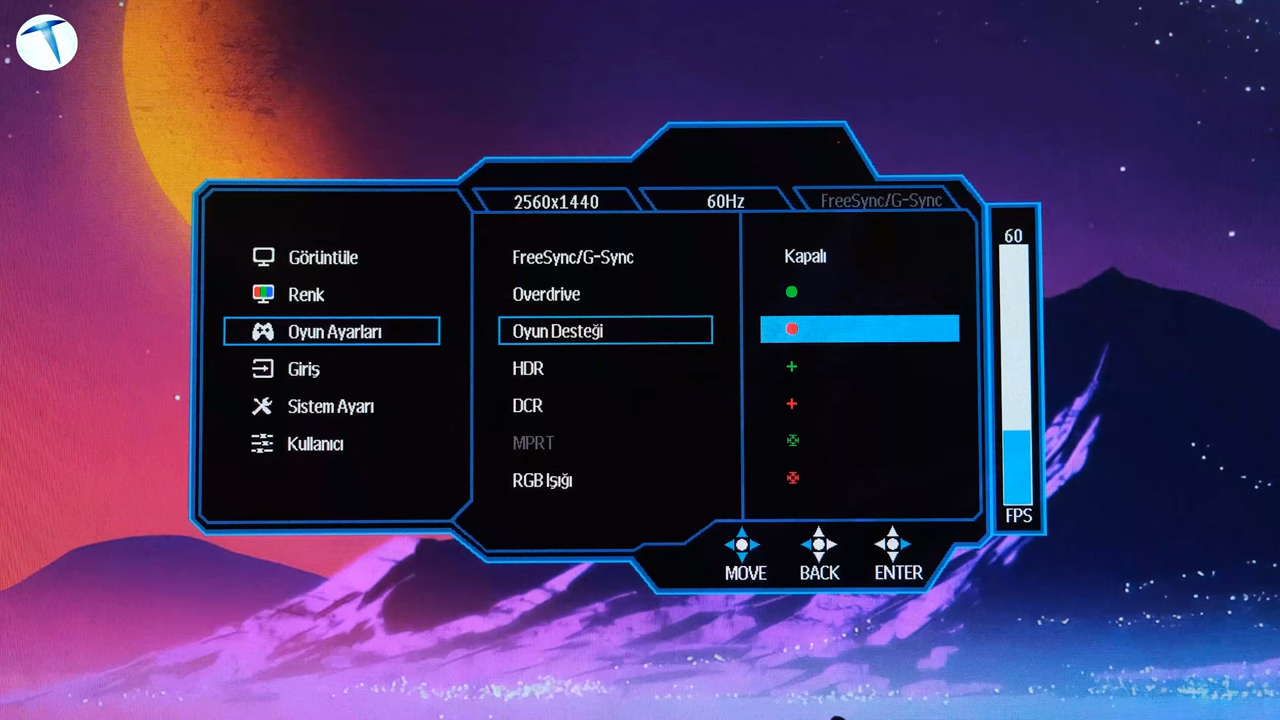 2560x1440
60Hz
FreeSync/G-Sync
60
Görüntüle
FreeSync/G-Sync
Kapalı
Renk
Overdrive
Oyun Ayarları
Oyun Desteği
Giriş
HDR
Sistem Ayarı
DCR
Kullanıcı
MPRT
RGB Işığı
FPS
MOVE
BACK
ENTER